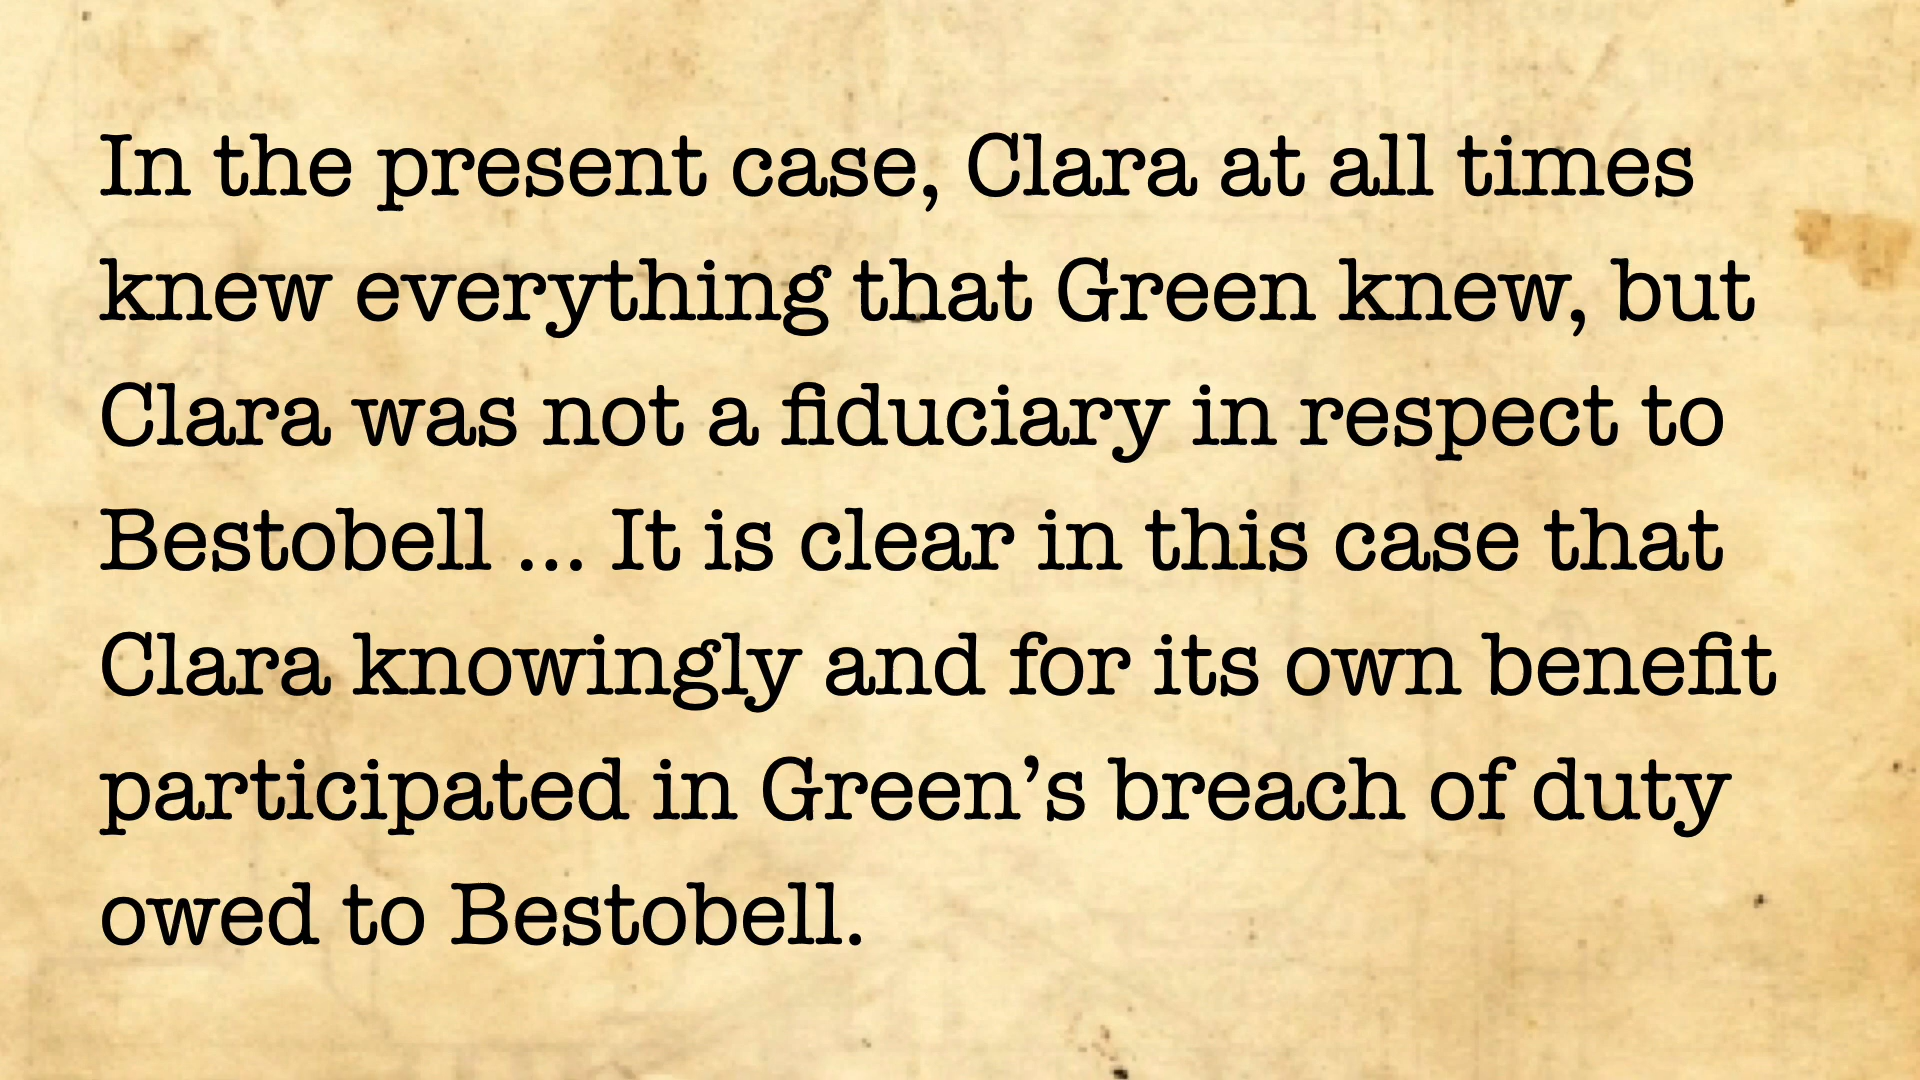 In the present case, Clara at all times
knew everything that Green knew, but
Clara was not a fiduciary in respect to
Bestobell ... It is clear in this case that
Clara knowingly and for its own benefit
participated in Green’s breach of duty
owed to Bestobell.